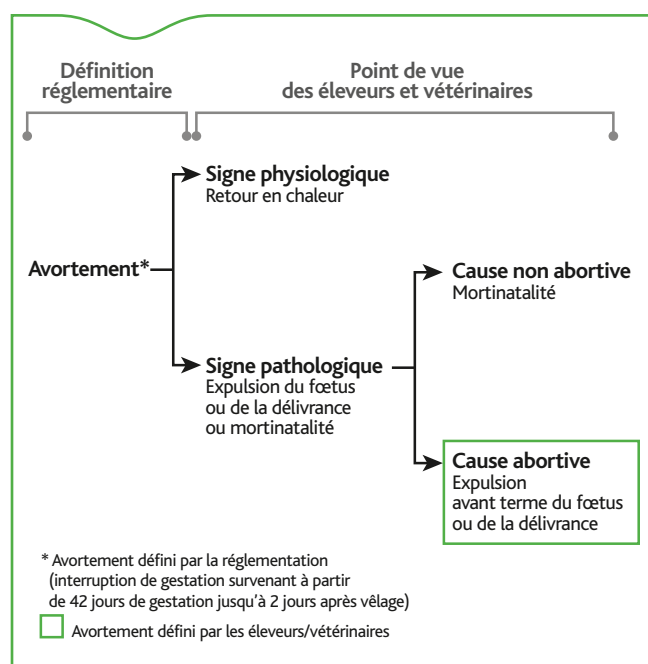 Définition
réglementaire
Point de vue
des éleveurs et vétérinaires
Signe physiologique
Retour en chaleur
Avortement*
Cause non abortive
Mortinatalité
Signe pathologique
Expulsion du fœtus
ou de la délivrance
ou mortinatalité
Cause abortive
Expulsion
avant terme du fœtus
ou de la délivrance
* Avortement défini par la réglementation
(interruption de gestation survenant à partir
de 42 jours de gestation jusqu'à 2 jours après vêlage)
Avortement défini par les éleveurs/vétérinaires